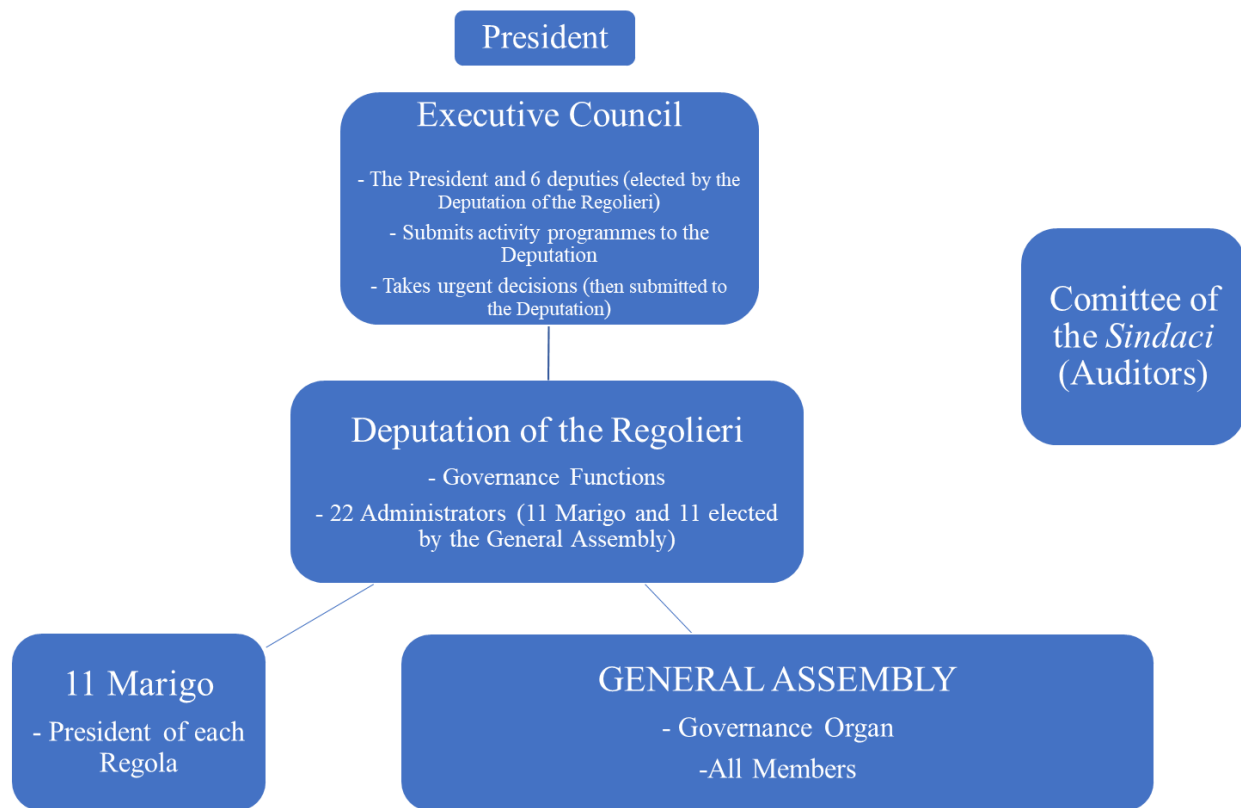 President
Executive Council
- The President and 6 deputies (elected by the
Deputation of the Regolieri)
- Submits activity programmes to the
Deputation
- Takes urgent decisions (then submitted to
the Deputation)
Comittee of
the Sindaci
(Auditors)
Deputation of the Regolieri
- Governance Functions
- 22 Administrators (11 Marigo and 11 elected
by the General Assembly)
11 Marigo
- President of each
Regola
GENERAL ASSEMBLY
- Governance Organ
-All Members